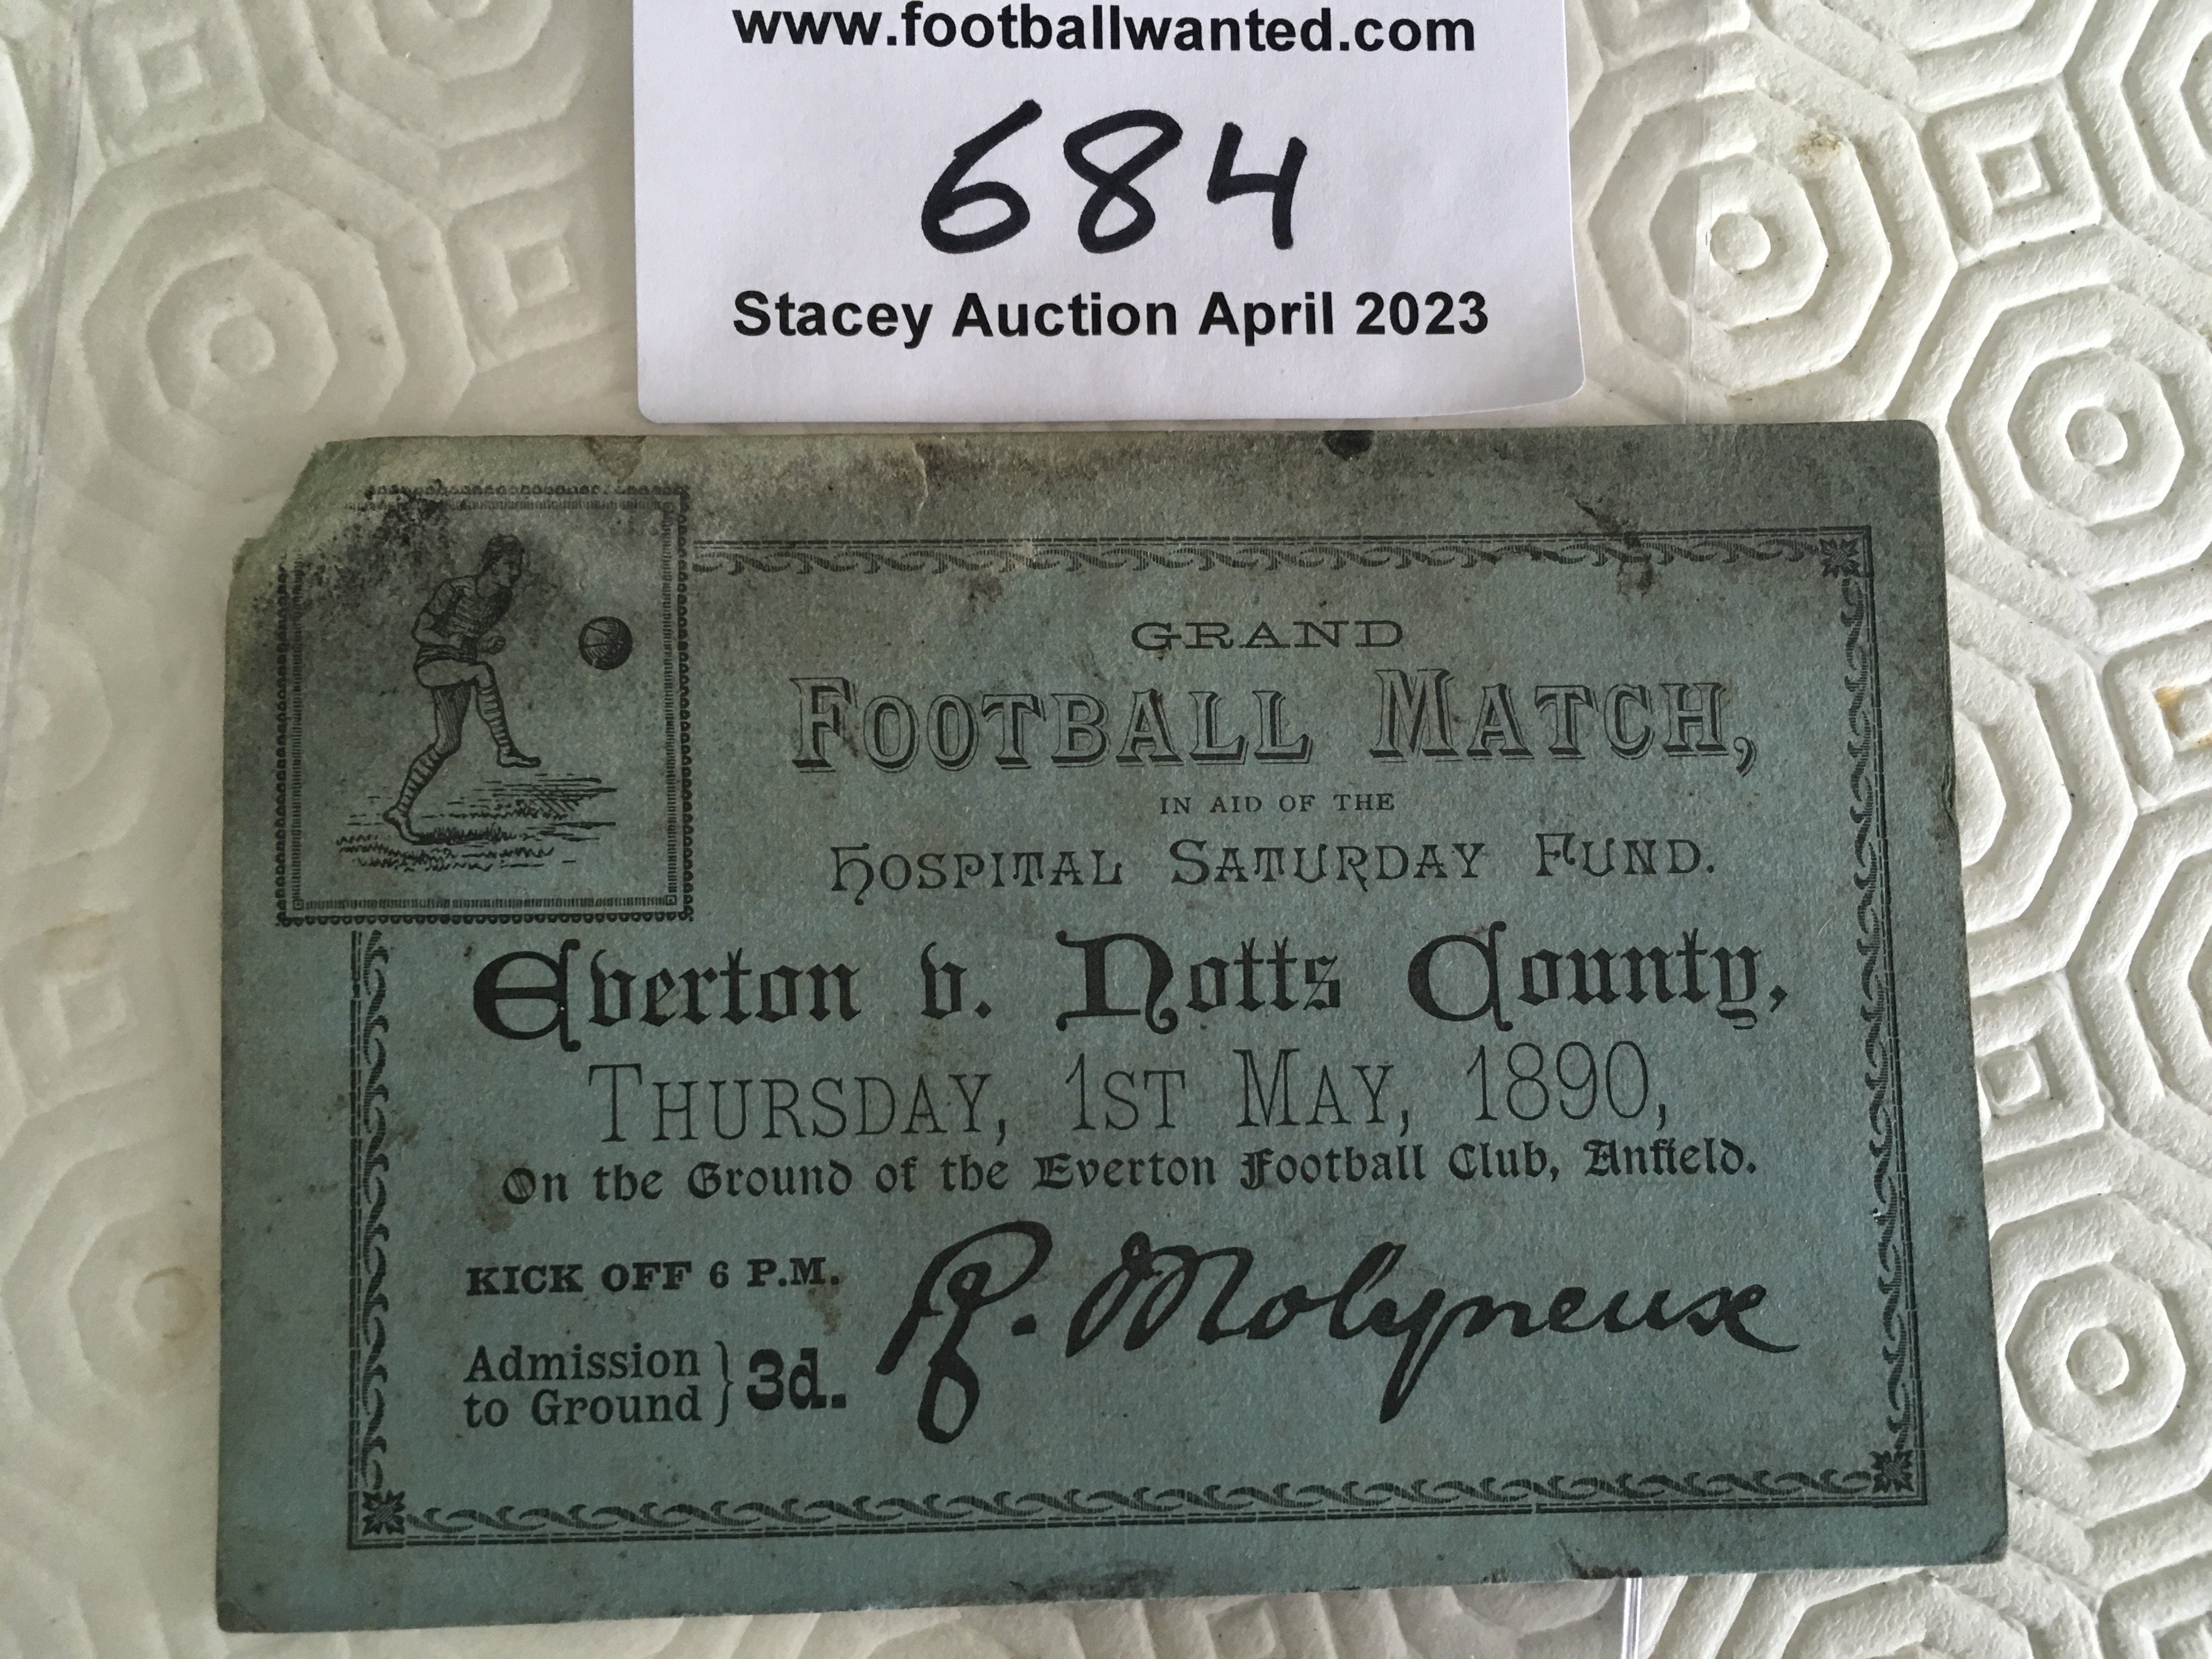 www.footballwanted.com
684
Stacey Auction April 2023
GRAND
FOOTBALL MATCH,
IN AID OF THE
HOSPITAL SATURDAY FUND.
Everton v. Notts County,
THURSDAY, 1ST MAY, 1890,
On the Ground of the Everton Football Club, Anfield.
KICK OFF 6 P.M.
Admission to Ground } 3d.
R. Molyneux